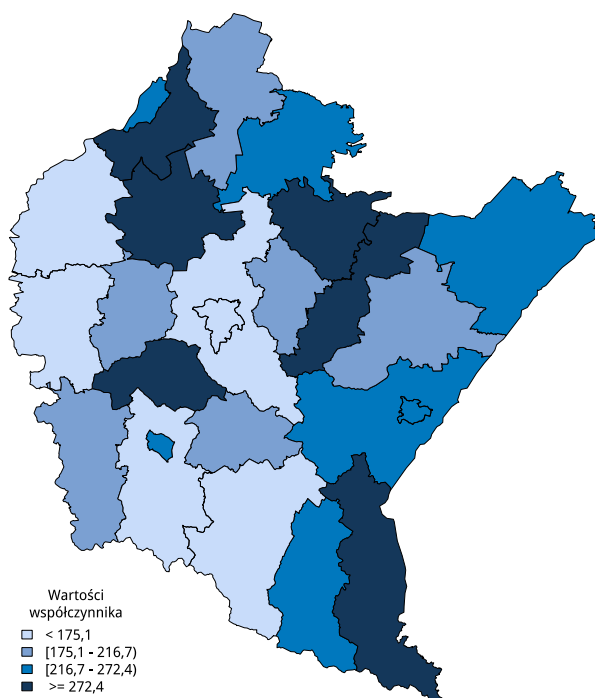 Wartości
współczynnika
< 175,1
[175,1 - 216,7)
[216,7 - 272,4)
>= 272,4